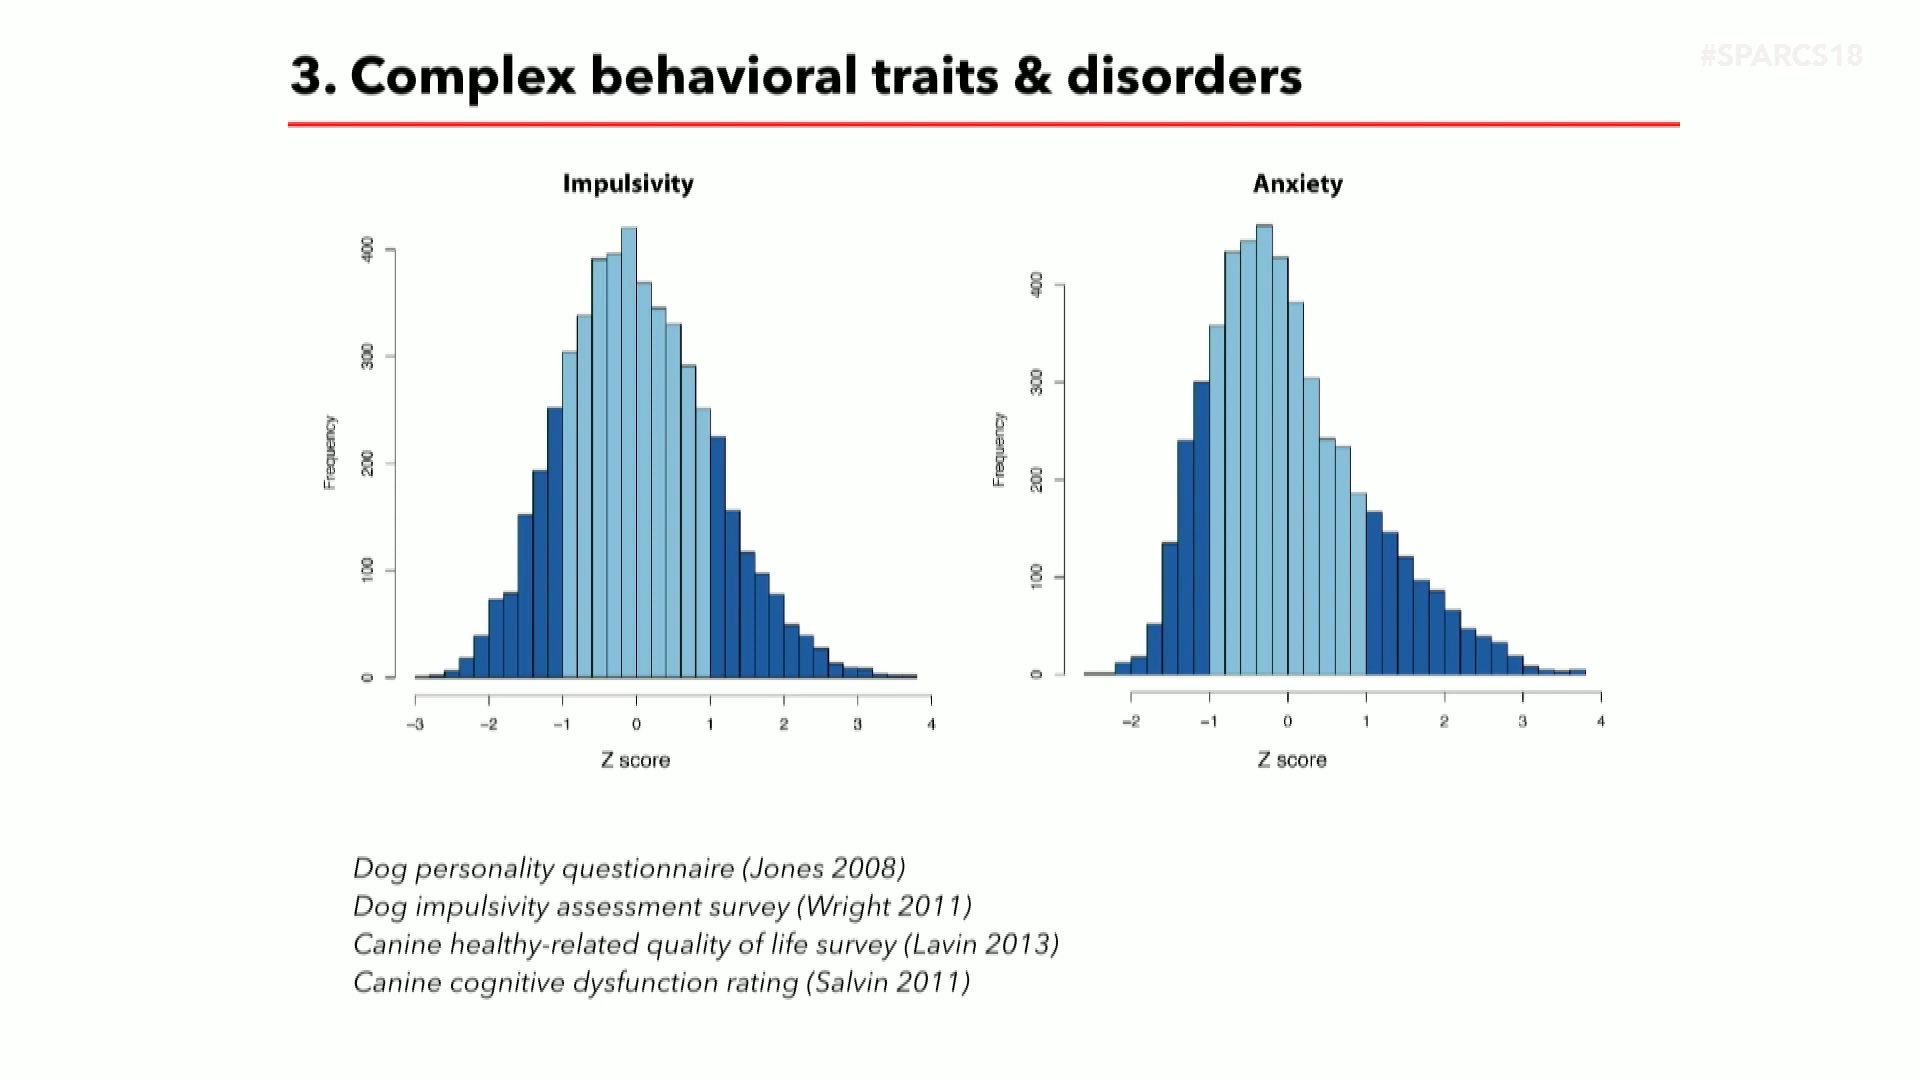 #SPARCS18
3. Complex behavioral traits & disorders
Impulsivity
Frequency
400
300
200
100
0
−3 −2 −1 0 1 2 3 4
Z score
Anxiety
Frequency
400
300
200
100
0
−2 −1 0 1 2 3 4
Z score
Dog personality questionnaire (Jones 2008)
Dog impulsivity assessment survey (Wright 2011)
Canine healthy-related quality of life survey (Lavin 2013)
Canine cognitive dysfunction rating (Salvin 2011)